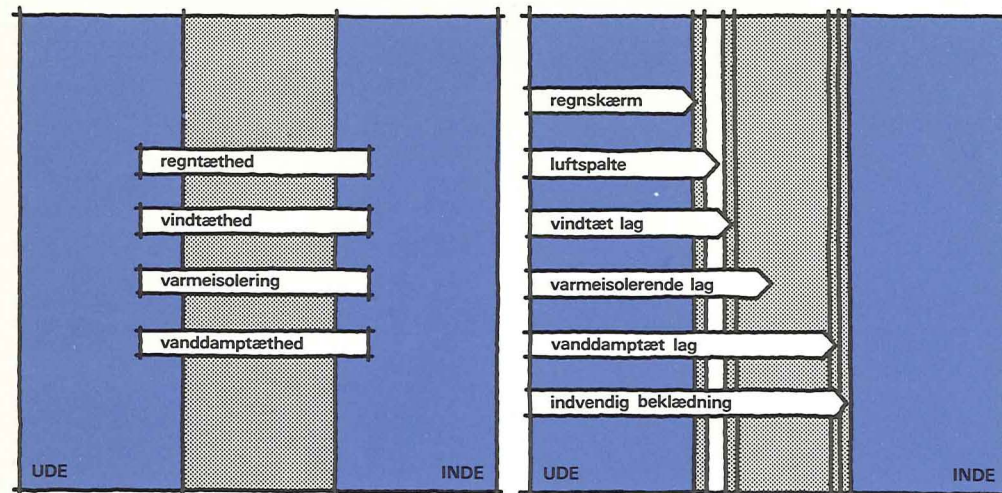 regntæthed
vindtæthed
varmeisolering
vanddamptæthed
UDE
INDE
regnskærm
luftspalte
vindtæt lag
varmeisolerende lag
vanddamptæt lag
indvendig beklædning
UDE
INDE